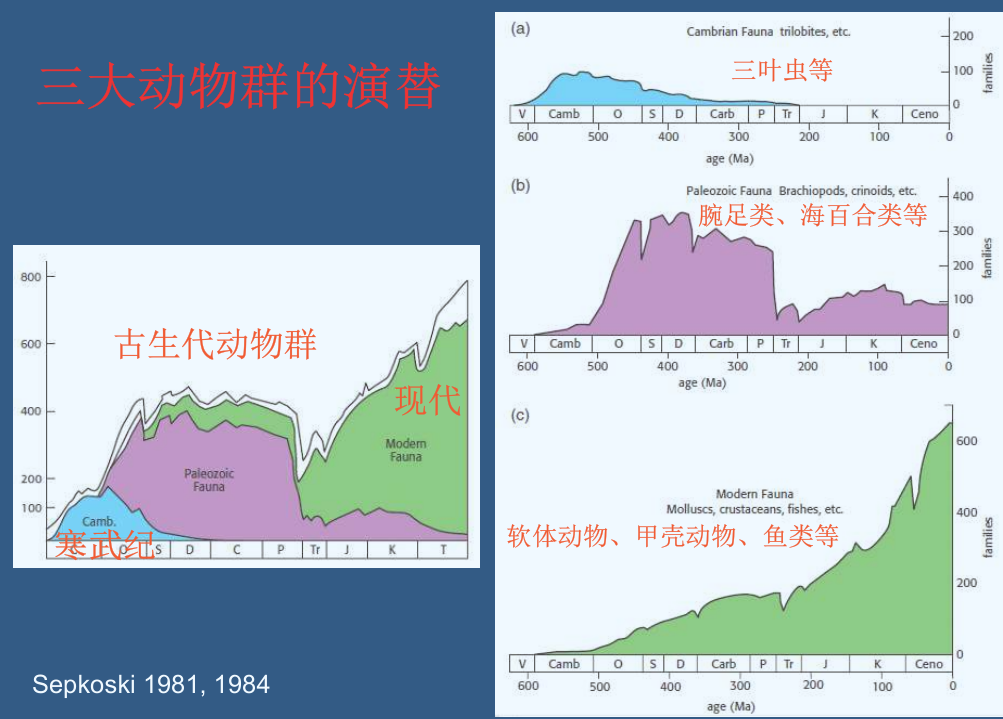 三大动物群的演替
800
600
400
200
100
古生代动物群
现代
Modern
Fauna
Paleozoic
Fauna
Camb.
寒武纪
C O S D C P Tr J K T
Sepkoski 1981, 1984
(a)
Cambrian Fauna trilobites, etc.
三叶虫等
200
100
0
families
V Camb O S D Carb P Tr J K Ceno
600 500 400 300 200 100 0
age (Ma)
(b)
Paleozoic Fauna Brachiopods, crinoids, etc.
腕足类、海百合类等
400
300
200
100
0
families
V Camb O S D Carb P Tr J K Ceno
600 500 400 300 200 100 0
age (Ma)
(c)
Modern Fauna
Molluscs, crustaceans, fishes, etc.
软体动物、甲壳动物、鱼类等
600
400
200
0
families
V Camb O S D Carb P Tr J K Ceno
600 500 400 300 200 100 0
age (Ma)